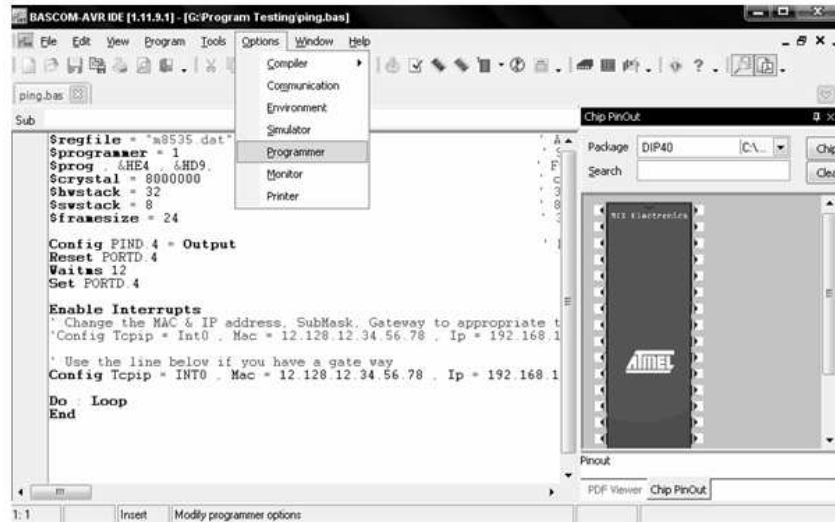 BASCOM-AVR IDE [1.11.9.1] - [G:\Program Testing\ping.bas]
File Edit View Program Tools Options Window Help
Compiler
Communication
Environment
Simulator
Programmer
Monitor
Printer
ping.bas
Sub
$regfile = "m8535.dat"
$programmer = 1
$prog , &HE4 , &HD9,
$crystal = 8000000
$hwstack = 32
$swstack = 8
$framesize = 24
Config PIND.4 = Output
Reset PORTD.4
Waitms 12
Set PORTD.4
Enable Interrupts
' Change the MAC & IP address, SubMask, Gateway to appropriate t
'Config Tcpip = Int0 , Mac = 12.128.12.34.56.78 , Ip = 192.168.1
' Use the line below if you have a gate way
Config Tcpip = INT0 , Mac = 12.128.12.34.56.78 , Ip = 192.168.1
Do : Loop
End
Chip PinOut
Package DIP40 C:\...
Chip
Search
Clea
MCS Electronics
ATMEL
Pinout
PDF Viewer Chip PinOut
1: 1 Insert Modify programmer options